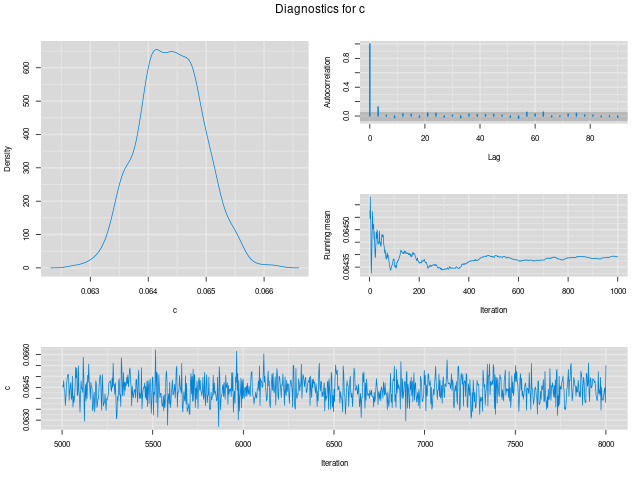 Diagnostics for c
Density
0 100 200 300 400 500 600
0.063 0.064 0.065 0.066
c
Autocorrelation
0.0 0.4 0.8
0 20 40 60 80
Lag
Running mean
0.06435 0.06450
0 200 400 600 800 1000
Iteration
c
0.0630 0.0645 0.0660
5000 5500 6000 6500 7000 7500 8000
Iteration